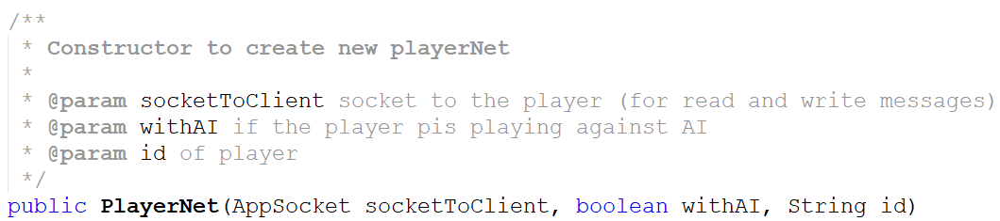 /**
* Constructor to create new playerNet
*
* @param socketToClient socket to the player (for read and write messages)
* @param withAI if the player pis playing against AI
* @param id of player
*/
public PlayerNet(AppSocket socketToClient, boolean withAI, String id)